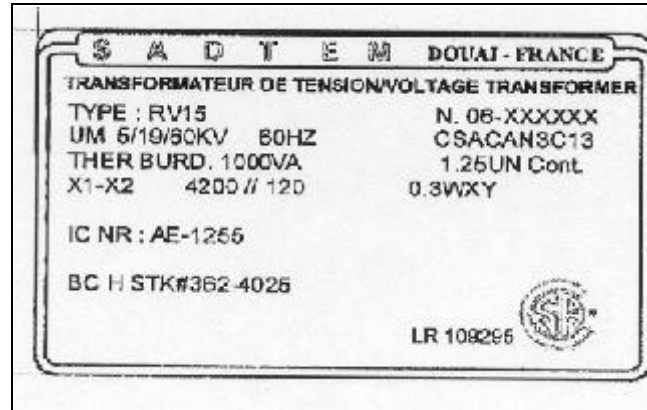 SADTEM DOUAI - FRANCE
TRANSFORMATEUR DE TENSION/VOLTAGE TRANSFORMER
TYPE : RV15 N. 06-XXXXXX
UM 5/19/60KV 60HZ CSACAN3C13
THER BURD. 1000VA 1.25UN Cont.
X1-X2 4200 // 120 0.3WXY
IC NR : AE-1255
BC H STK#362-4025
LR 109295